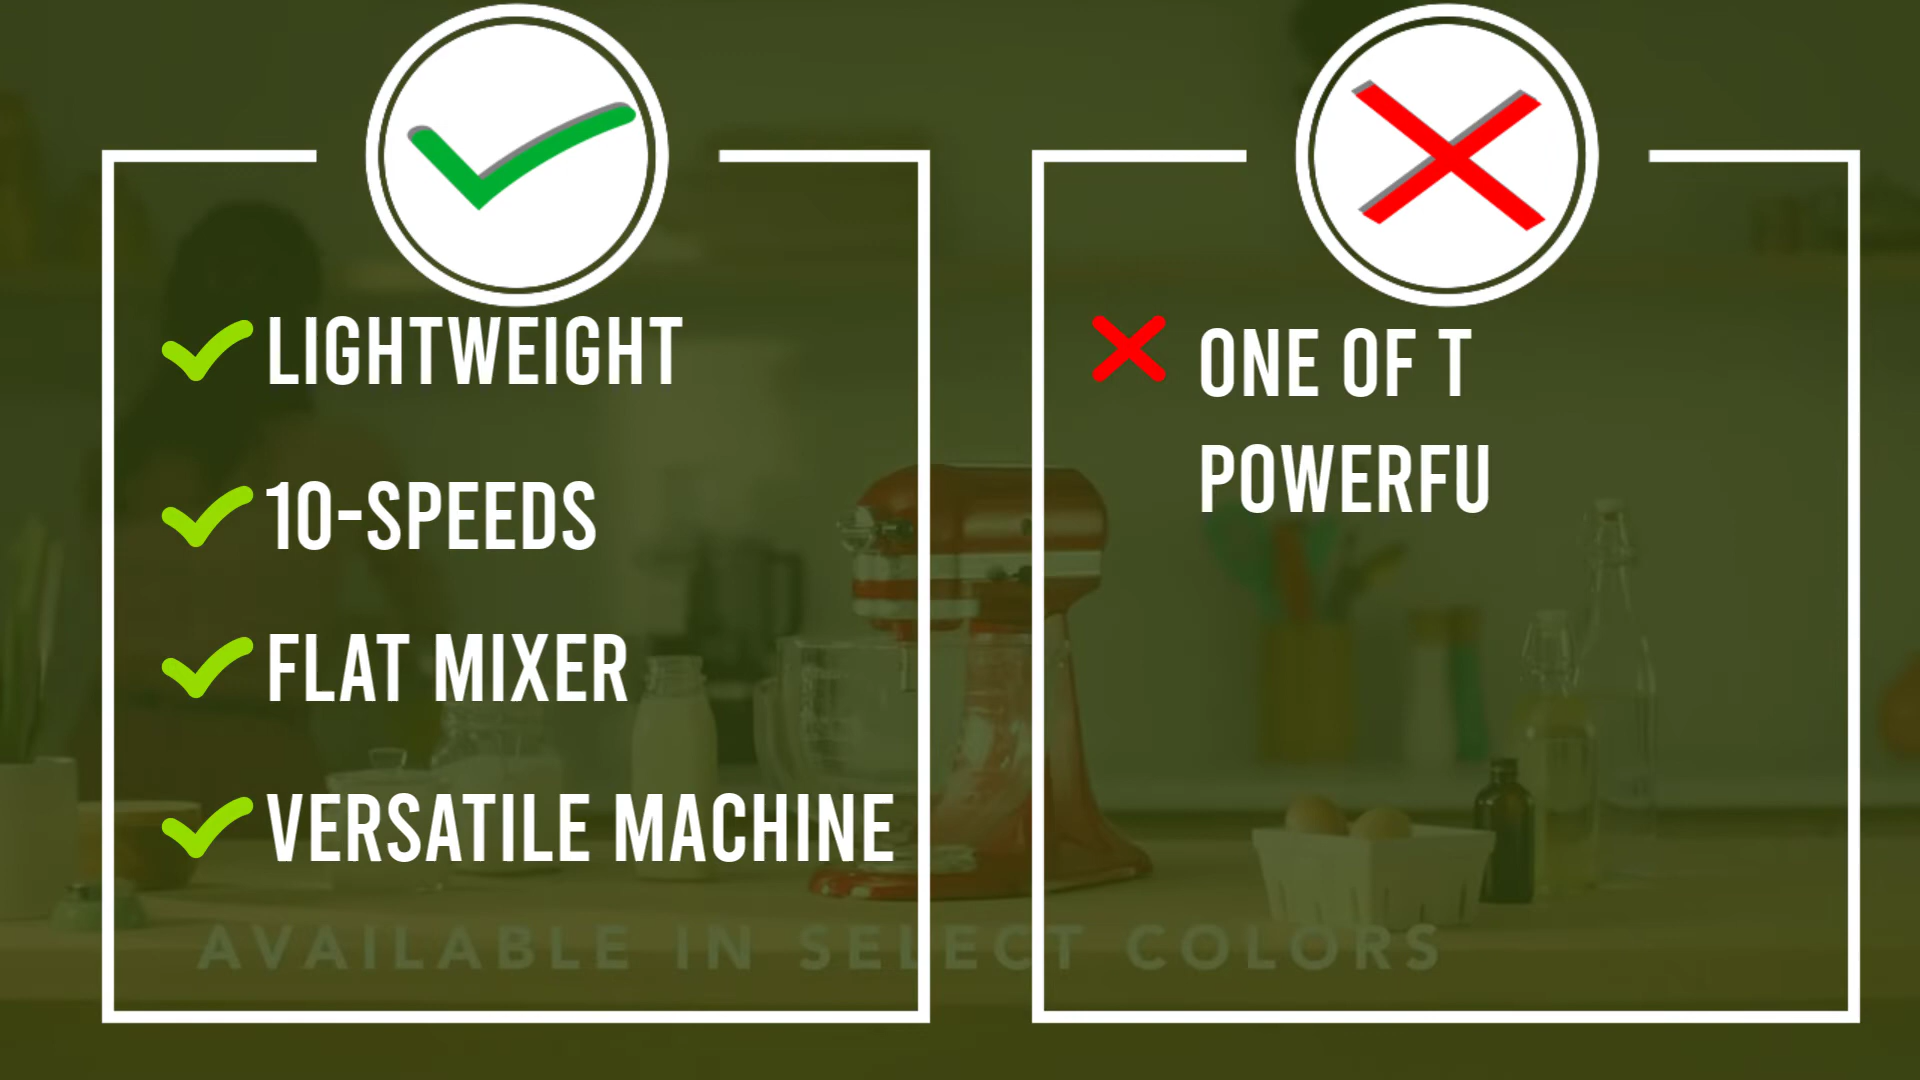 LIGHTWEIGHT
10-SPEEDS
FLAT MIXER
VERSATILE MACHINE
ONE OF T
POWERFU
AVAILABLE IN SELECT COLORS